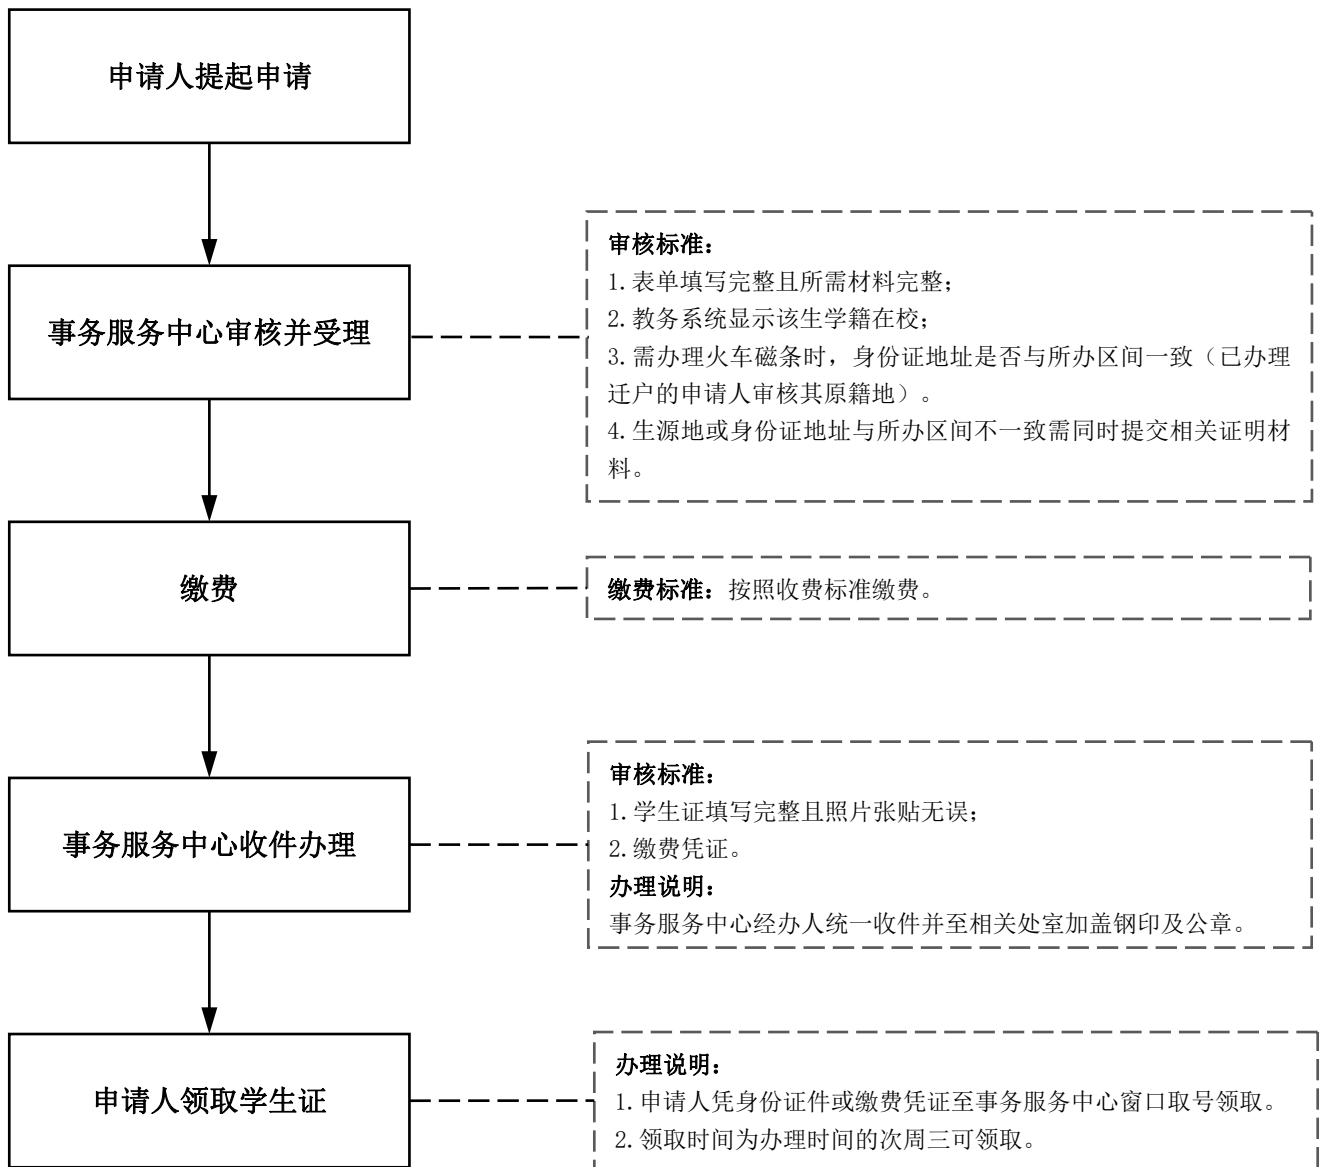 申请人提起申请
事务服务中心审核并受理
审核标准：
1.表单填写完整且所需材料完整；
2.教务系统显示该生学籍在校；
3.需办理火车磁条时，身份证地址是否与所办区间一致（已办理
迁户的申请人审核其原籍地）。
4.生源地或身份证地址与所办区间不一致需同时提交相关证明材
料。
缴费
缴费标准：按照收费标准缴费。
事务服务中心收件办理
审核标准：
1.学生证填写完整且照片张贴无误；
2.缴费凭证。
办理说明：
事务服务中心经办人统一收件并至相关处室加盖钢印及公章。
申请人领取学生证
办理说明：
1.申请人凭身份证件或缴费凭证至事务服务中心窗口取号领取。
2.领取时间为办理时间的次周三可领取。